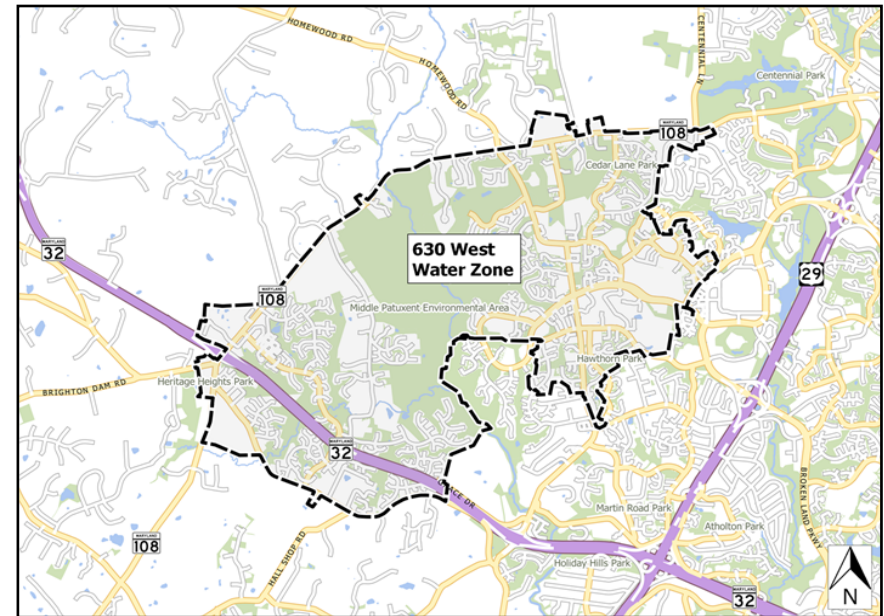 HOMEWOOD RD
HOMEWOOD RD
CENTENNIAL LN
Centennial Park
MARYLAND
108
Cedar Lane Park
MARYLAND
32
630 West
Water Zone
29
MARYLAND
108
Middle Patuxent Environmental Area
Hawthorn Park
BRIGHTON DAM RD
Heritage Heights Park
MARYLAND
32
GRACE DR
BROKEN LAND PKWY
Martin Road Park
Atholton Park
MARYLAND
108
HALL SHOP RD
Holiday Hills Park
MARYLAND
32
N